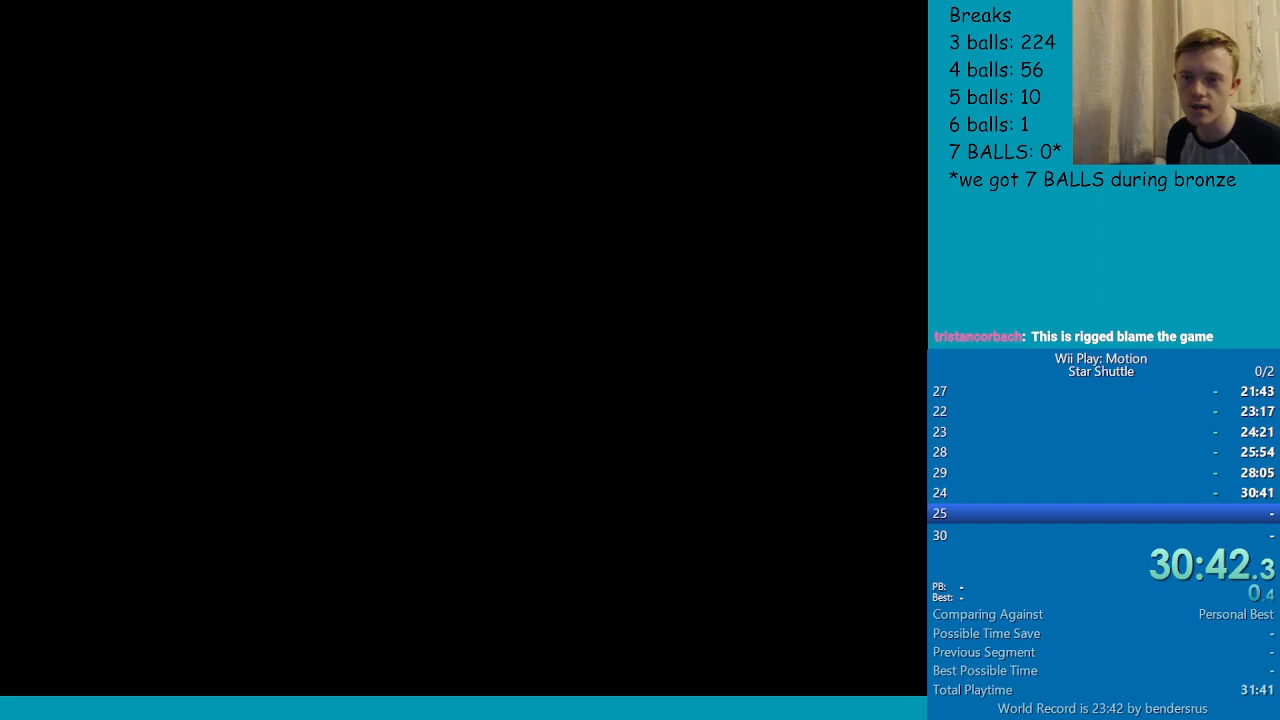 Breaks
3 balls: 224
4 balls: 56
5 balls: 10
6 balls: 1
7 BALLS: 0*
*we got 7 BALLS during bronze
tristancorbach: This is rigged blame the game
Wii Play: Motion
Star Shuttle 0/2
27 - 21:43
22 - 23:17
23 - 24:21
28 - 25:54
29 - 28:05
24 - 30:41
25 -
30 -
30:42.3
PB: - 0.4
Best: -
Comparing Against Personal Best
Possible Time Save -
Previous Segment -
Best Possible Time -
Total Playtime 31:41
World Record is 23:42 by bendersrus